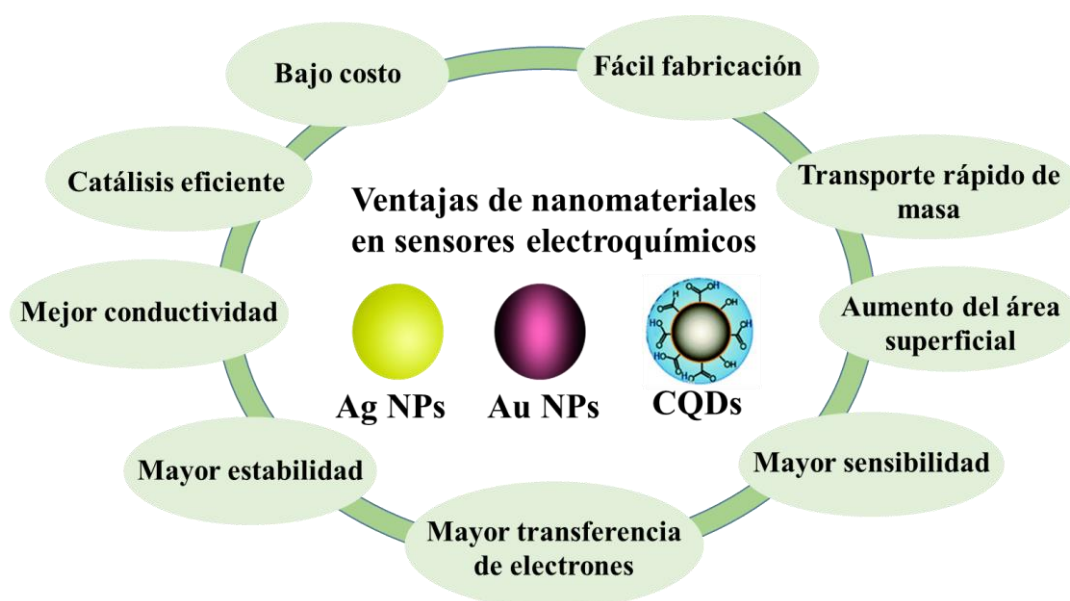 Bajo costo
Fácil fabricación
Catálisis eficiente
Transporte rápido de
masa
Ventajas de nanomateriales
en sensores electroquímicos
Mejor conductividad
Aumento del área
superficial
Ag NPs
Au NPs
CQDs
Mayor estabilidad
Mayor sensibilidad
Mayor transferencia
de electrones